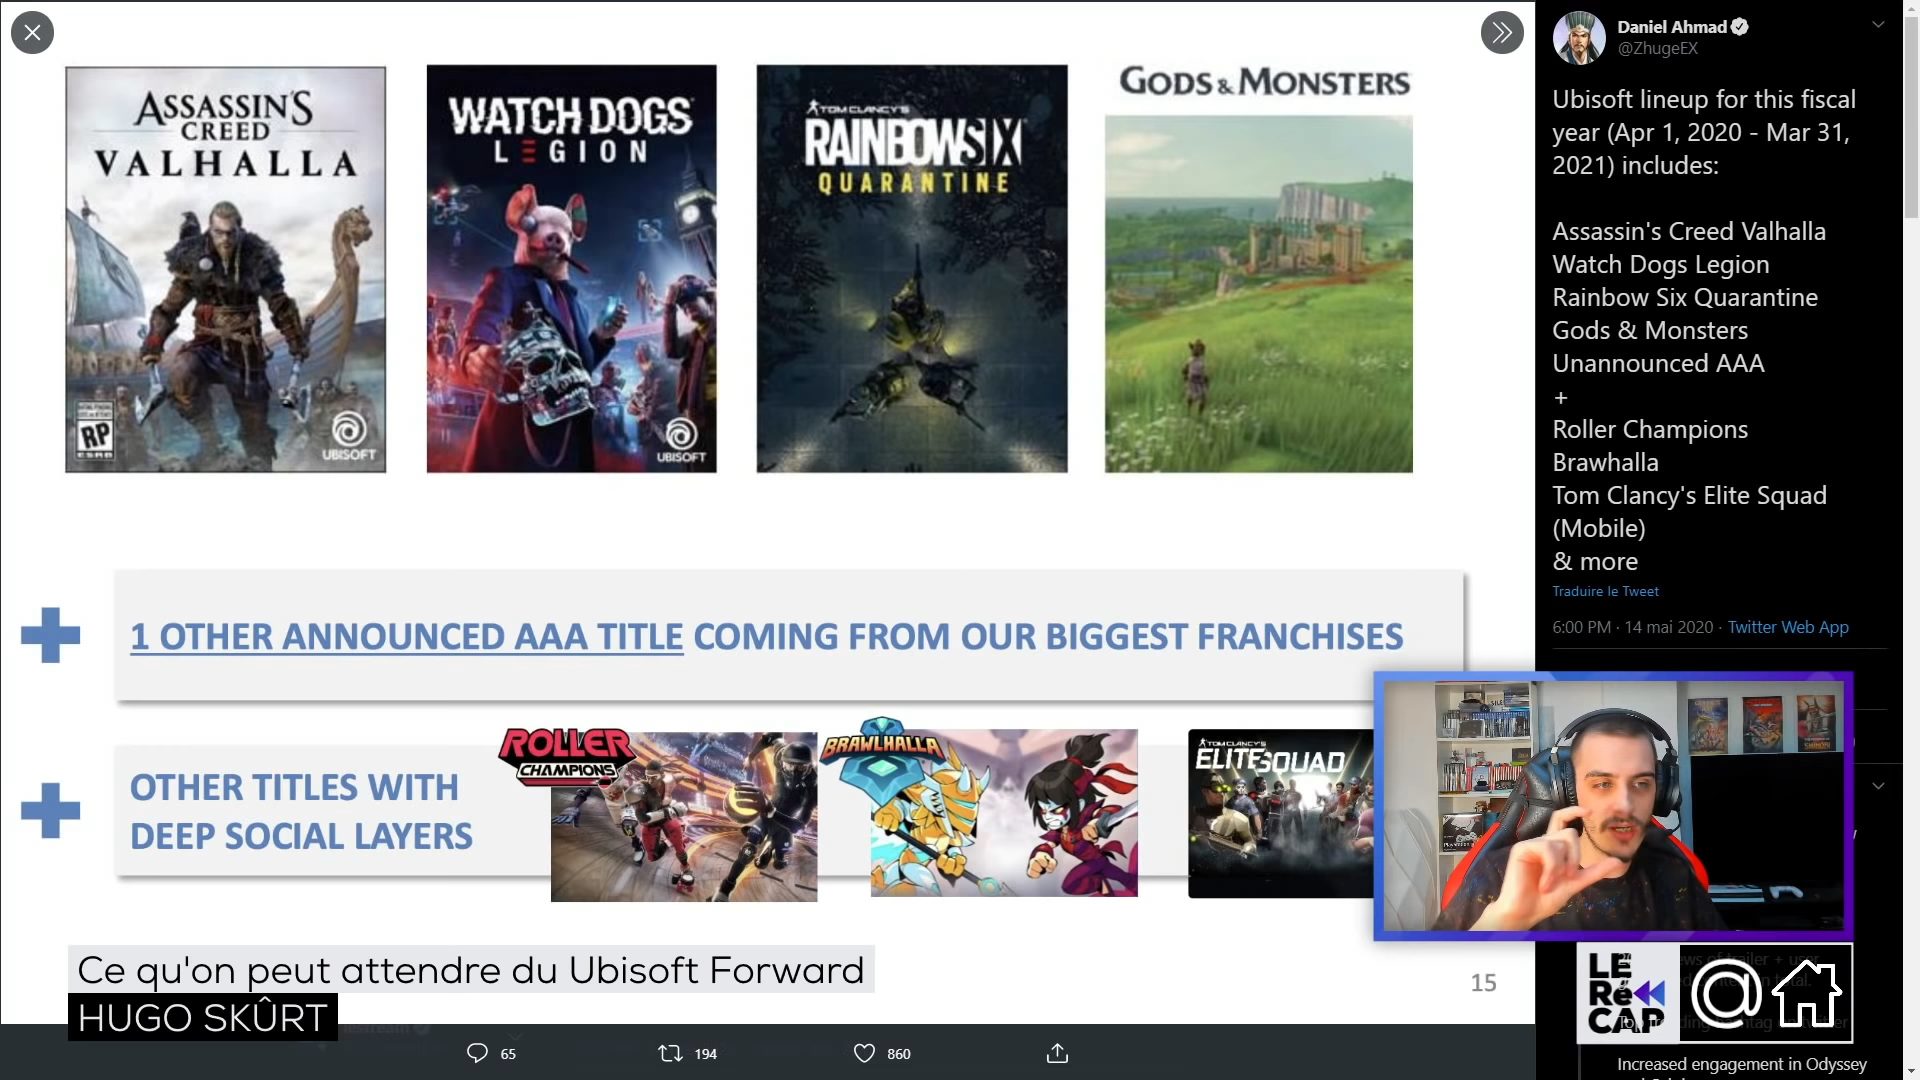 ASSASSIN'S
CREED
VALHALLA
RP
ESRB
UBISOFT
WATCH DOGS
LEGION
UBISOFT
TOM CLANCY'S
RAINBOW SIX
QUARANTINE
GODS & MONSTERS
1 OTHER ANNOUNCED AAA TITLE COMING FROM OUR BIGGEST FRANCHISES
OTHER TITLES WITH
DEEP SOCIAL LAYERS
ROLLER
CHAMPIONS
BRAWLHALLA
TOM CLANCY'S
ELITE SQUAD
15
Ce qu'on peut attendre du Ubisoft Forward
HUGO SKÛRT
65
194
860
Daniel Ahmad
@ZhugeEX
Ubisoft lineup for this fiscal
year (Apr 1, 2020 - Mar 31,
2021) includes:
Assassin's Creed Valhalla
Watch Dogs Legion
Rainbow Six Quarantine
Gods & Monsters
Unannounced AAA
+
Roller Champions
Brawhalla
Tom Clancy's Elite Squad
(Mobile)
& more
Traduire le Tweet
6:00 PM · 14 mai 2020 · Twitter Web App
LE
Re
CAP
@
Increased engagement in Odyssey